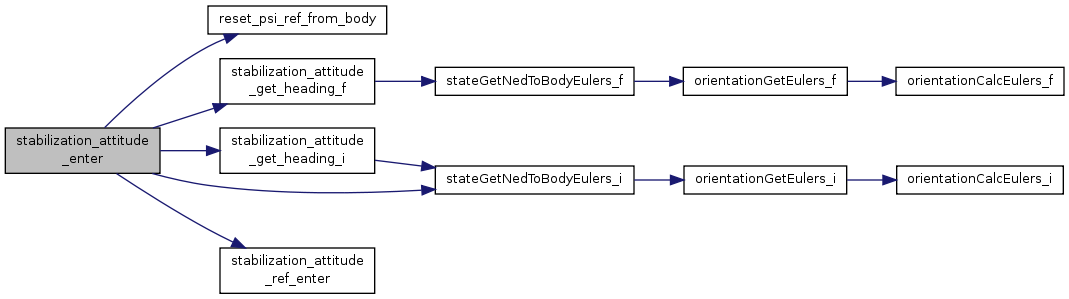 reset_psi_ref_from_body
stabilization_attitude
_get_heading_f
stateGetNedToBodyEulers_f
orientationGetEulers_f
orientationCalcEulers_f
stabilization_attitude
_enter
stabilization_attitude
_get_heading_i
stateGetNedToBodyEulers_i
orientationGetEulers_i
orientationCalcEulers_i
stabilization_attitude
_ref_enter